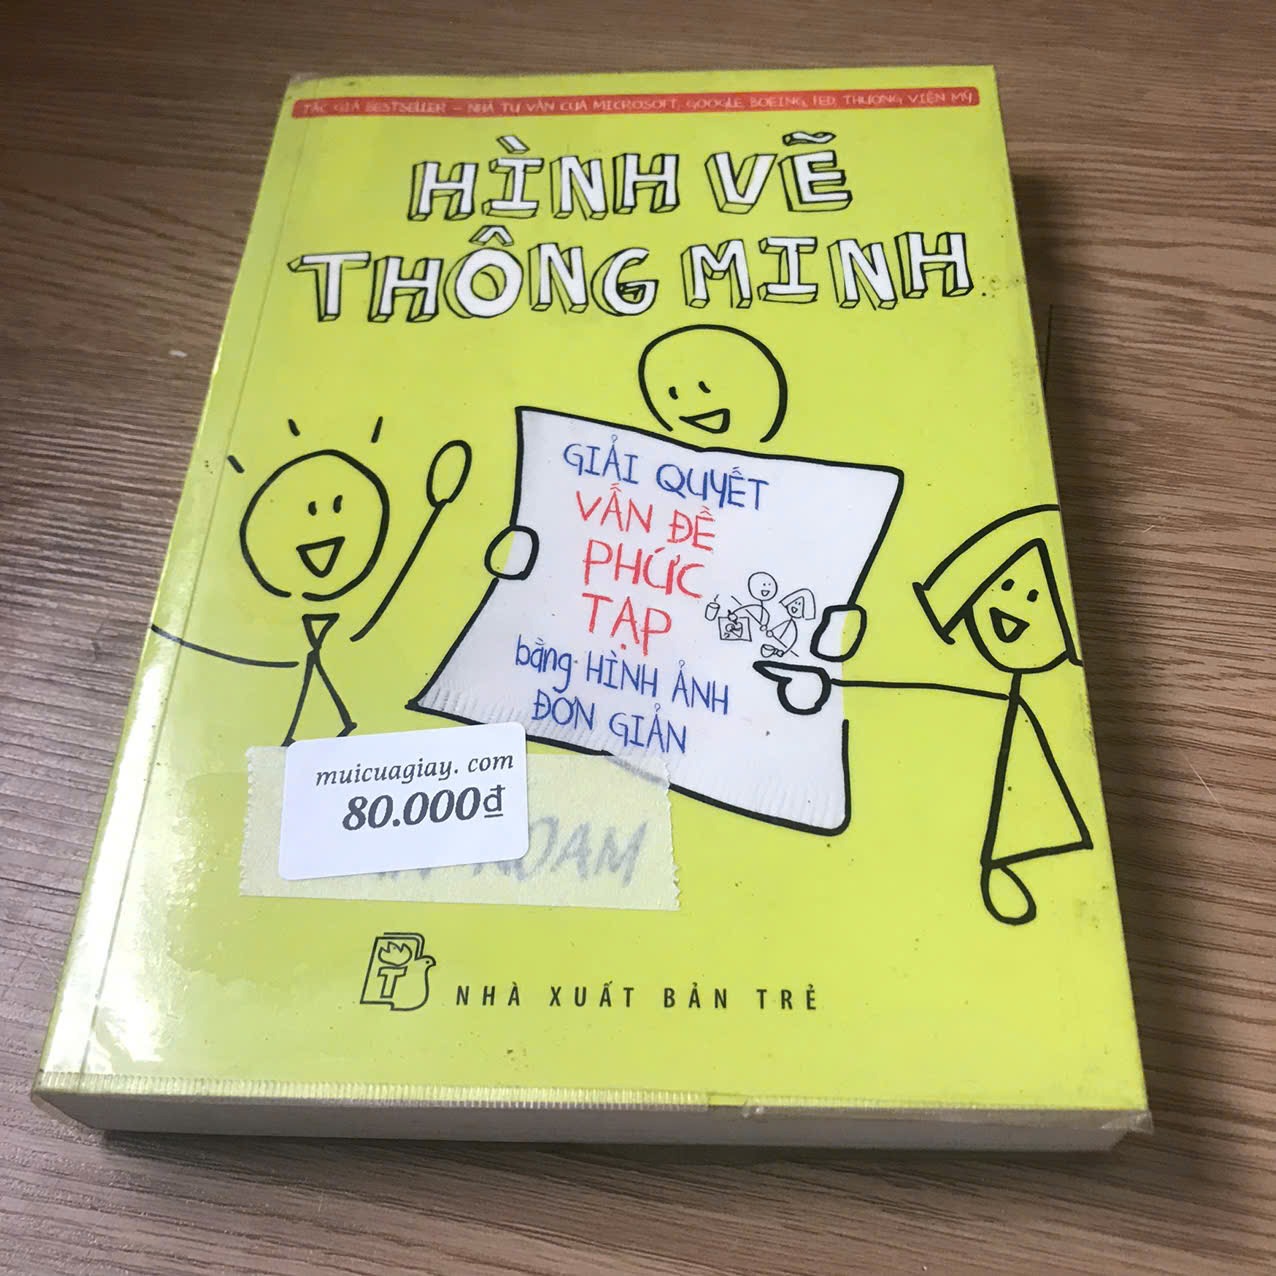 TÁC GIẢ BESTSELLER – NHÀ TƯ VẤN CỦA MICROSOFT, GOOGLE, BOEING, TED, THƯỢNG VIỆN MỸ
HÌNH VẼ
THÔNG MINH
GIẢI QUYẾT
VẤN ĐỀ
PHỨC
TẠP
bằng HÌNH ẢNH
ĐƠN GIẢN
muicuagiay. com
80.000₫
NHÀ XUẤT BẢN TRẺ